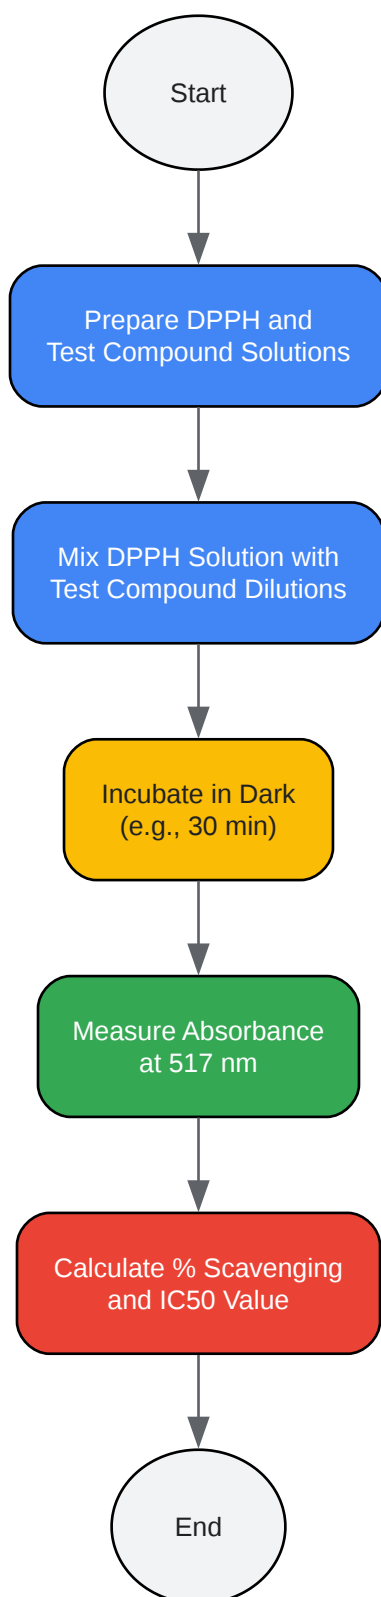 Start
Prepare DPPH and
Test Compound Solutions
Mix DPPH Solution with
Test Compound Dilutions
Incubate in Dark
(e.g., 30 min)
Measure Absorbance
at 517 nm
Calculate % Scavenging
and IC50 Value
End